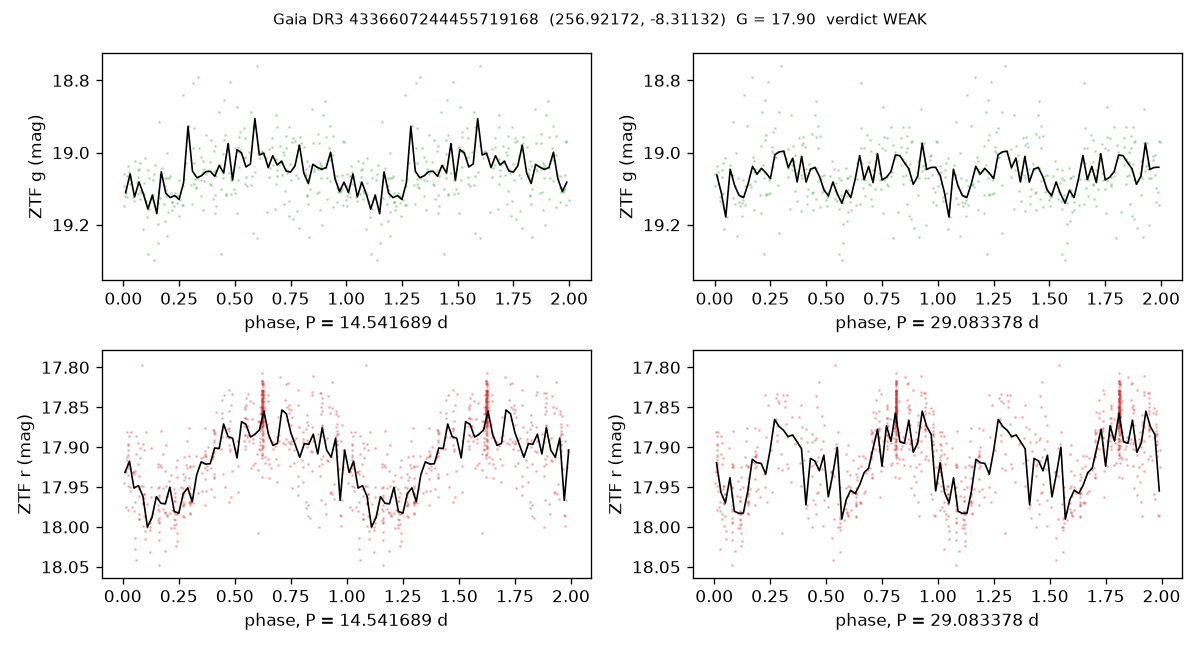 Gaia DR3 4336607244455719168 (256.92172, -8.31132) G = 17.90 verdict WEAK
ZTF g (mag)
18.8
19.0
19.2
0.00 0.25 0.50 0.75 1.00 1.25 1.50 1.75 2.00
phase, P = 14.541689 d
ZTF g (mag)
18.8
19.0
19.2
0.00 0.25 0.50 0.75 1.00 1.25 1.50 1.75 2.00
phase, P = 29.083378 d
ZTF r (mag)
17.80
17.85
17.90
17.95
18.00
18.05
0.00 0.25 0.50 0.75 1.00 1.25 1.50 1.75 2.00
phase, P = 14.541689 d
ZTF r (mag)
17.80
17.85
17.90
17.95
18.00
18.05
0.00 0.25 0.50 0.75 1.00 1.25 1.50 1.75 2.00
phase, P = 29.083378 d